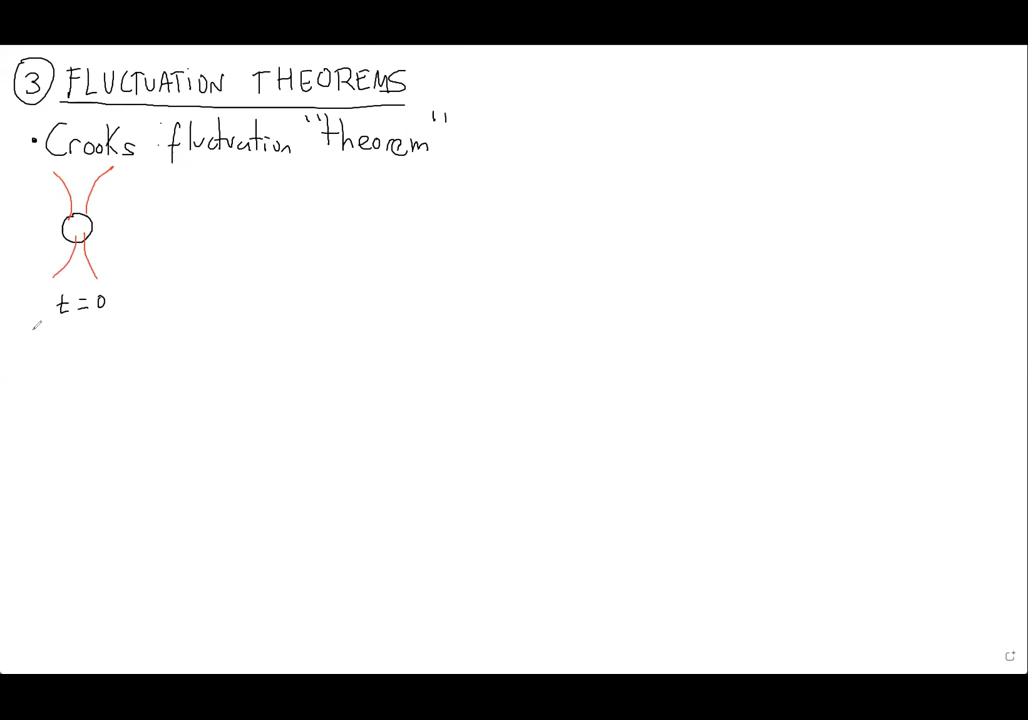 ③ FLUCTUATION THEOREMS
• Crooks fluctuation "theorem"
t = 0